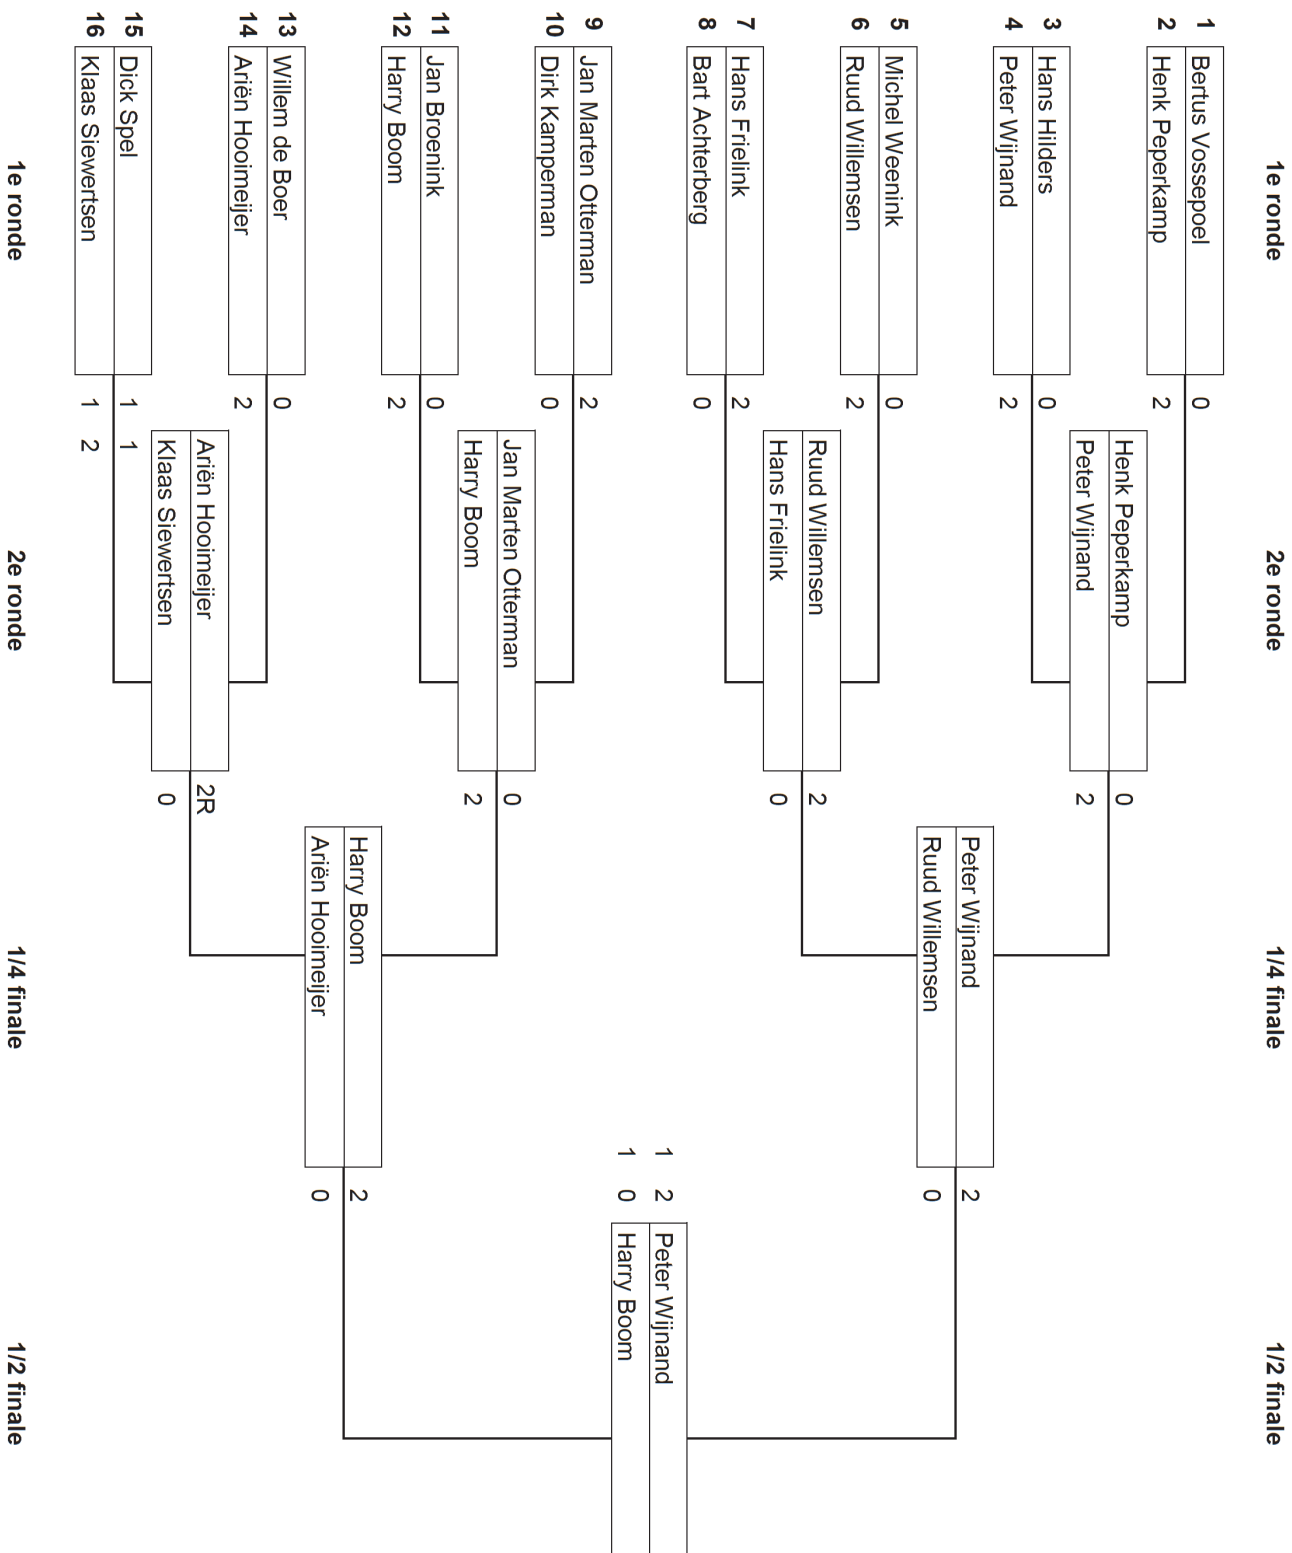 1e ronde
2e ronde
1/4 finale
1/2 finale
1 Bertus Vossepoel 0
2 Henk Peperkamp 2
Henk Peperkamp 0
Peter Wijnand 2
3 Hans Hilders 0
4 Peter Wijnand 2
Peter Wijnand 2
Ruud Willemsen 0
5 Michel Weenink 0
6 Ruud Willemsen 2
Ruud Willemsen 2
Hans Frielink 0
7 Hans Frielink 2
8 Bart Achterberg 0
1 2 Peter Wijnand
1 0 Harry Boom
9 Jan Marten Otterman 2
10 Dirk Kamperman 0
Jan Marten Otterman 0
Harry Boom 2
11 Jan Broenink 0
12 Harry Boom 2
Harry Boom 2
Ariën Hooimeijer 0
13 Willem de Boer 0
14 Ariën Hooimeijer 2
Ariën Hooimeijer 2R
Klaas Siewertsen 0
15 Dick Spel 1 1
16 Klaas Siewertsen 1 2
1e ronde
2e ronde
1/4 finale
1/2 finale